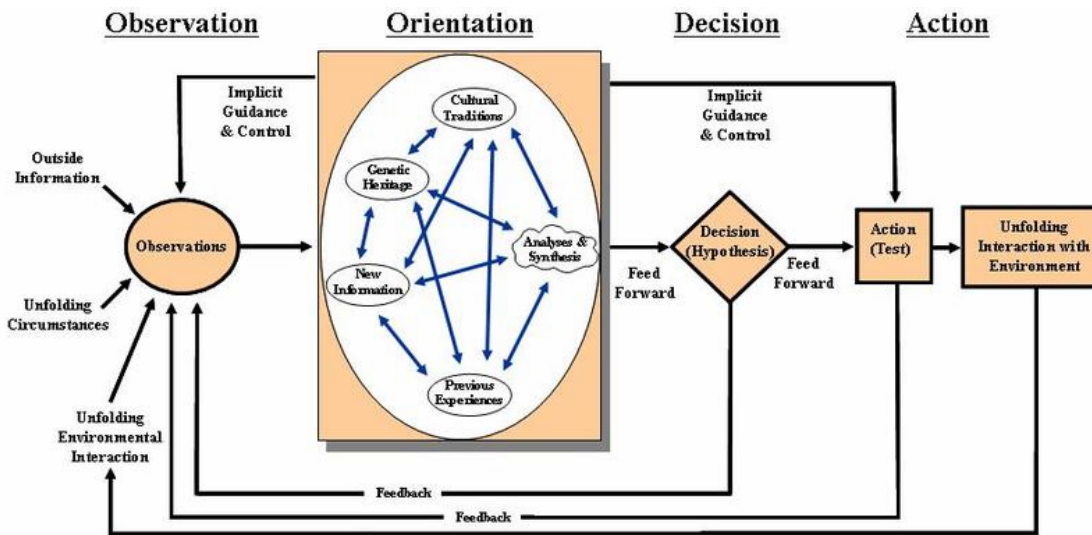 Observation
Orientation
Decision
Action
Implicit
Guidance
& Control
Cultural
Traditions
Implicit
Guidance
& Control
Outside
Information
Genetic
Heritage
Observations
Analyses &
Synthesis
Decision
(Hypothesis)
Action
(Test)
Unfolding
Interaction with
Environment
New
Information
Feed
Forward
Feed
Forward
Unfolding
Circumstances
Previous
Experiences
Unfolding
Environmental
Interaction
Feedback
Feedback